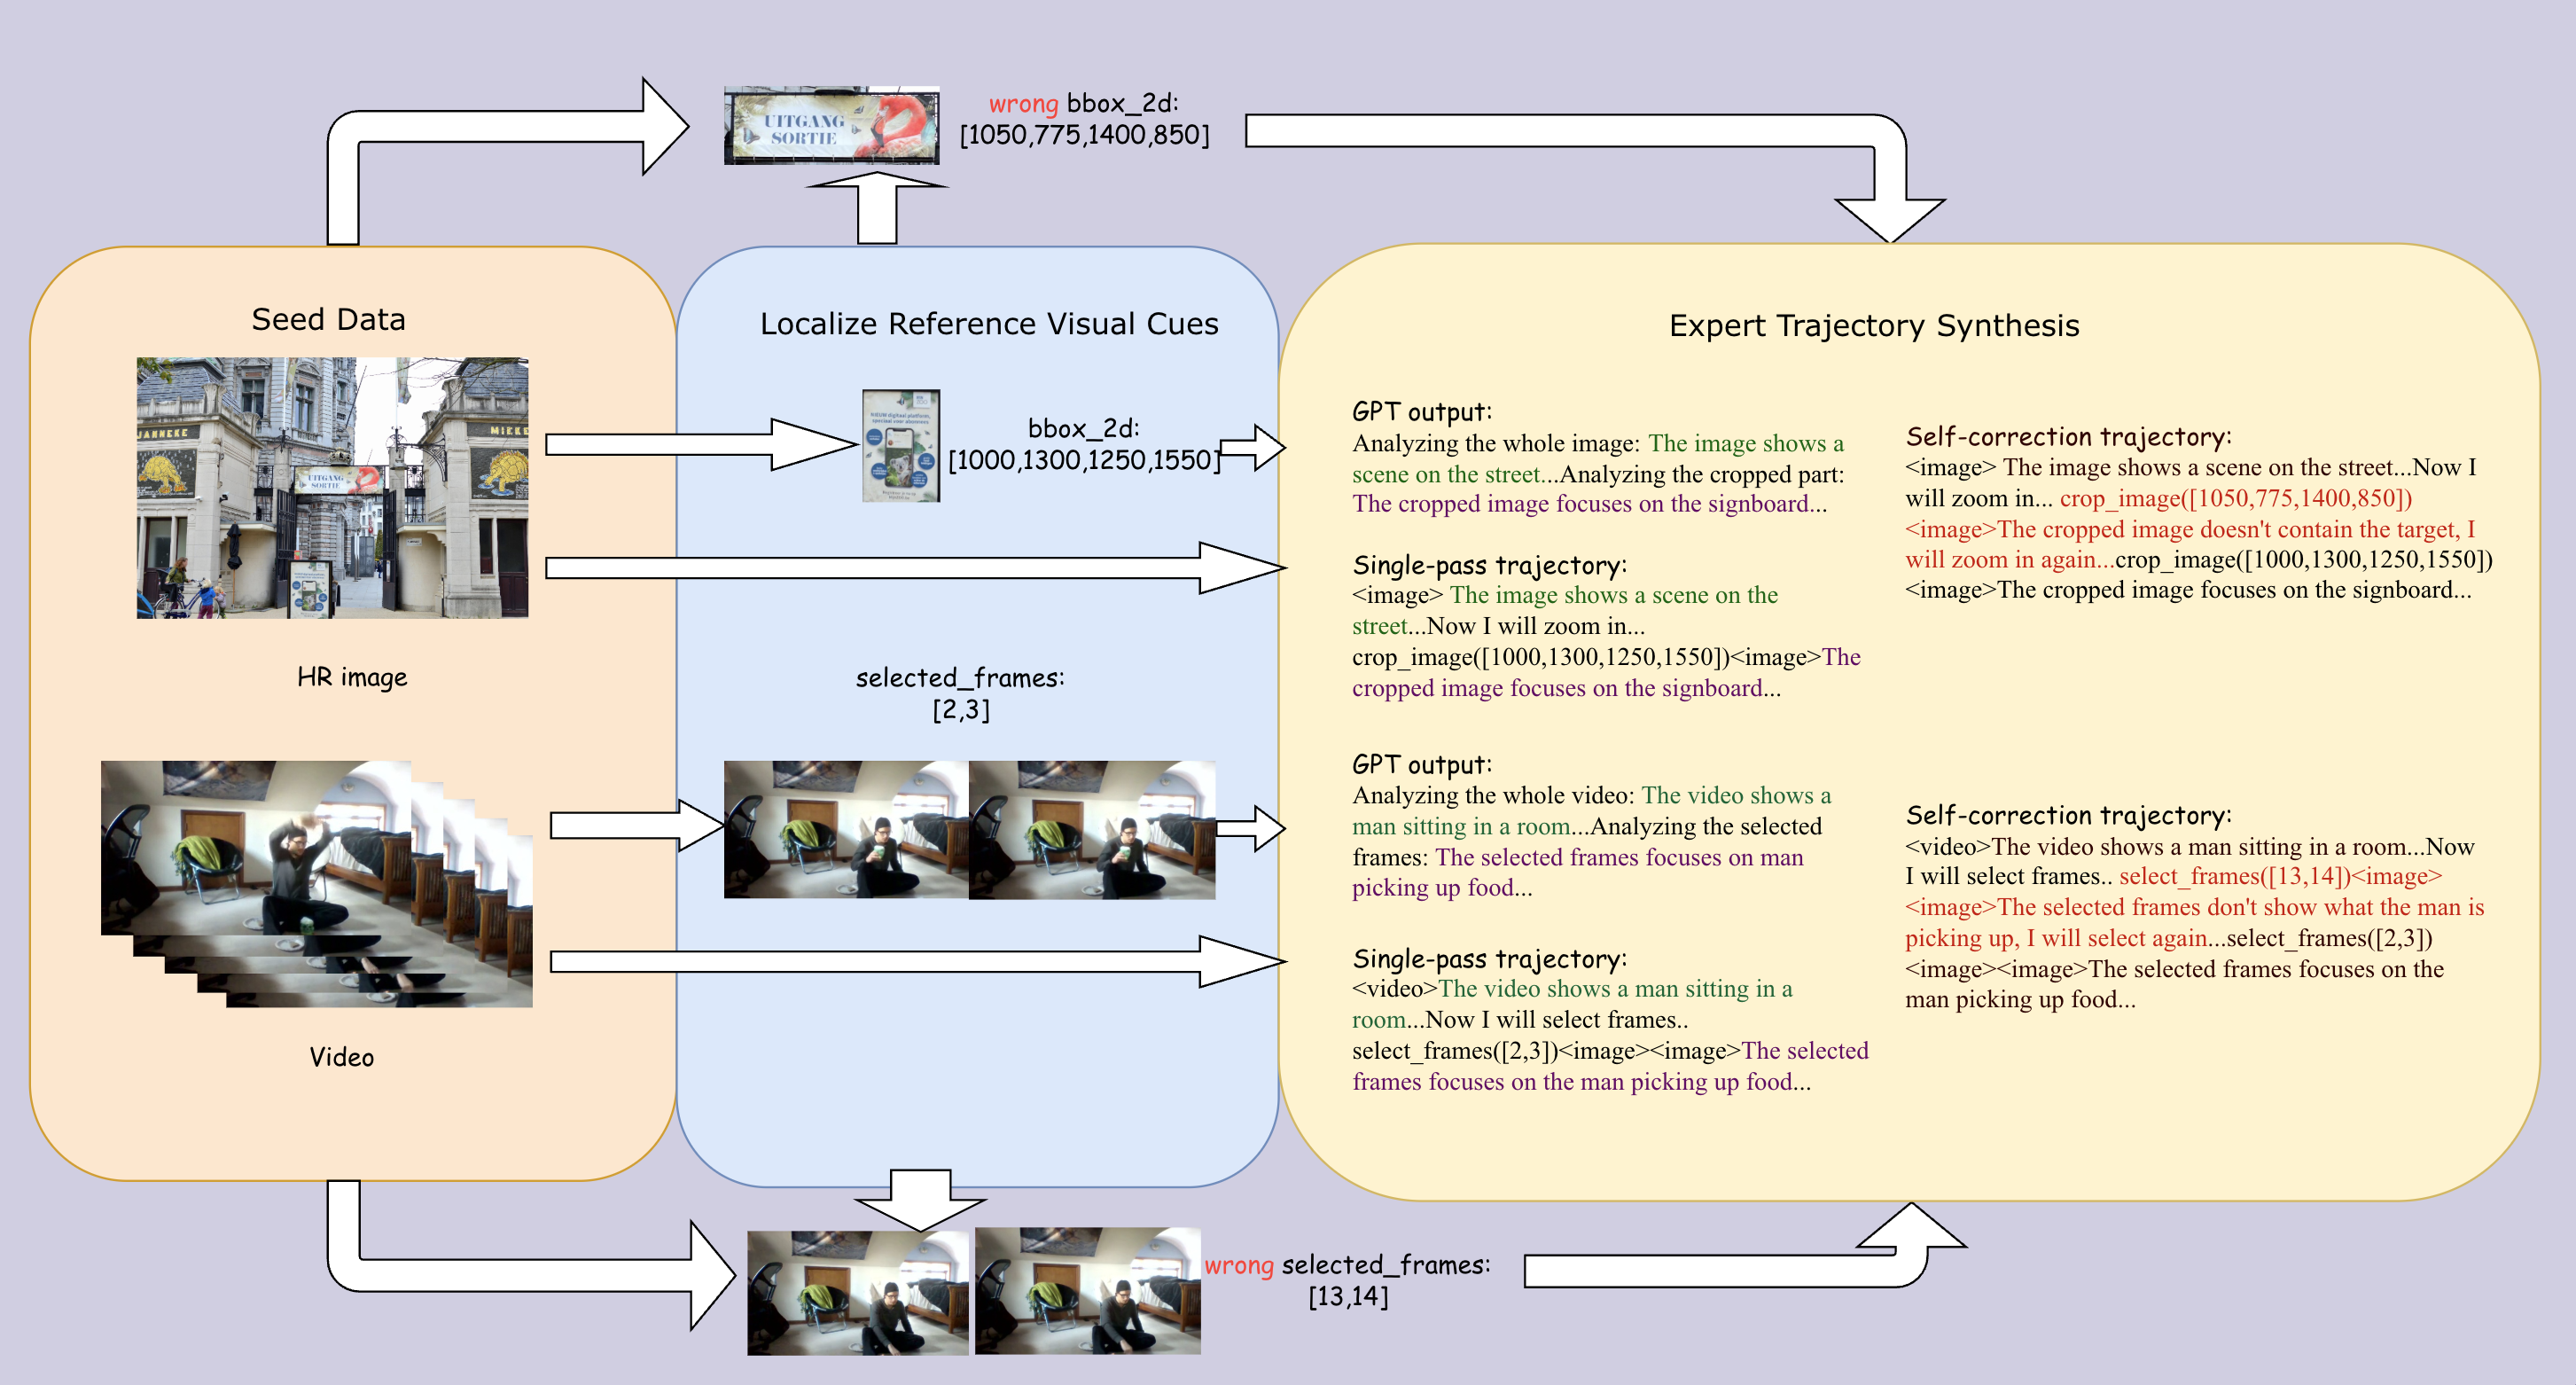 UITGANG
SORTIE
wrong bbox_2d:
[1050,775,1400,850]
Seed Data
JANNEKE
MIKKE
UITGANG
SORTIE
HR image
Video
Localize Reference Visual Cues
NIEUW digitaal platform,
bbox_2d:
[1000,1300,1250,1550]
selected_frames:
[2,3]
Expert Trajectory Synthesis
GPT output:
Analyzing the whole image: The image shows a
scene on the street...Analyzing the cropped part:
The cropped image focuses on the signboard...
Single-pass trajectory:
<image> The image shows a scene on the
street...Now I will zoom in...
crop_image([1000,1300,1250,1550])<image>The
cropped image focuses on the signboard...
GPT output:
Analyzing the whole video: The video shows a
man sitting in a room...Analyzing the selected
frames: The selected frames focuses on man
picking up food...
Single-pass trajectory:
<video>The video shows a man sitting in a
room...Now I will select frames..
select_frames([2,3])<image><image>The selected
frames focuses on the man picking up food...
Self-correction trajectory:
<image> The image shows a scene on the street...Now I
will zoom in... crop_image([1050,775,1400,850])
<image>The cropped image doesn't contain the target, I
will zoom in again...crop_image([1000,1300,1250,1550])
<image>The cropped image focuses on the signboard...
Self-correction trajectory:
<video>The video shows a man sitting in a room...Now
I will select frames.. select_frames([13,14])<image>
<image>The selected frames don't show what the man is
picking up, I will select again...select_frames([2,3])
<image><image>The selected frames focuses on the
man picking up food...
wrong selected_frames:
[13,14]